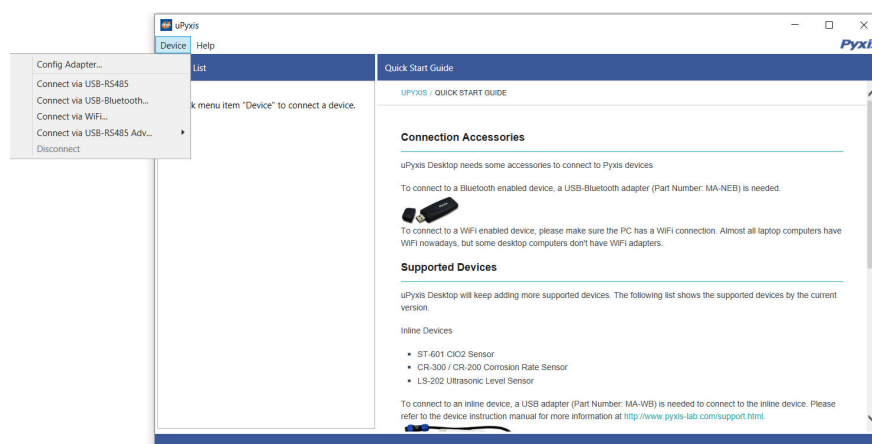 uPyxis
Device Help
Pyxis
Config Adapter...
Connect via USB-RS485
Connect via USB-Bluetooth...
Connect via WiFi...
Connect via USB-RS485 Adv...
Disconnect
List
k menu item "Device" to connect a device.
Quick Start Guide
UPYXIS / QUICK START GUIDE
Connection Accessories
uPyxis Desktop needs some accessories to connect to Pyxis devices
To connect to a Bluetooth enabled device, a USB-Bluetooth adapter (Part Number: MA-NEB) is needed.
To connect to a WiFi enabled device, please make sure the PC has a WiFi connection. Almost all laptop computers have
WiFi nowadays, but some desktop computers don't have WiFi adapters.
Supported Devices
uPyxis Desktop will keep adding more supported devices. The following list shows the supported devices by the current
version.
Inline Devices
▪ ST-601 ClO2 Sensor
▪ CR-300 / CR-200 Corrosion Rate Sensor
▪ LS-202 Ultrasonic Level Sensor
To connect to an inline device, a USB adapter (Part Number: MA-WB) is needed to connect to the inline device. Please
refer to the device instruction manual for more information at http://www.pyxis-lab.com/support.html.